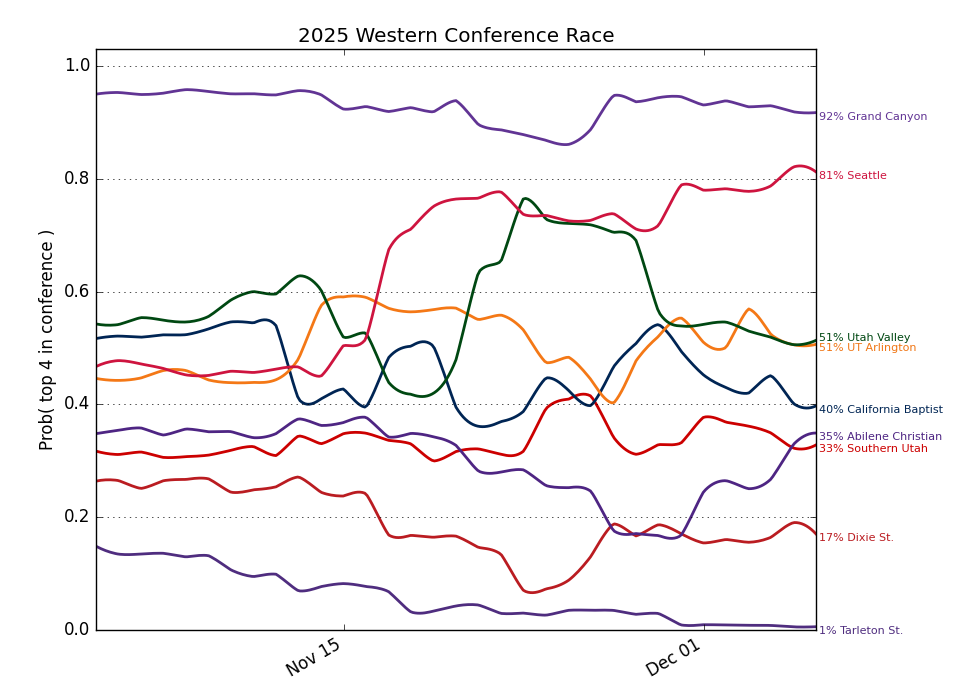 2025 Western Conference Race
Prob( top 4 in conference )
1.0
0.8
0.6
0.4
0.2
0.0
Nov 15
Dec 01
92% Grand Canyon
81% Seattle
51% Utah Valley
51% UT Arlington
40% California Baptist
35% Abilene Christian
33% Southern Utah
17% Dixie St.
1% Tarleton St.